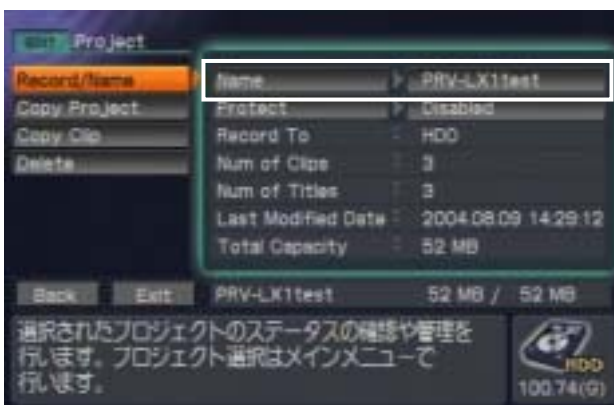 EDIT Project
Record/Name
Copy Project
Copy Clip
Delete
Name PRV-LX1test
Protect Disabled
Record To : HDD
Num of Clips : 3
Num of Titles : 3
Last Modified Date : 2004.08.09 14:29:12
Total Capacity : 52 MB
Back Exit PRV-LX1test 52 MB / 52 MB
選択されたプロジェクトのステータスの確認や管理を
行います。プロジェクト選択はメインメニューで
行います。
HDD
100.74(G)